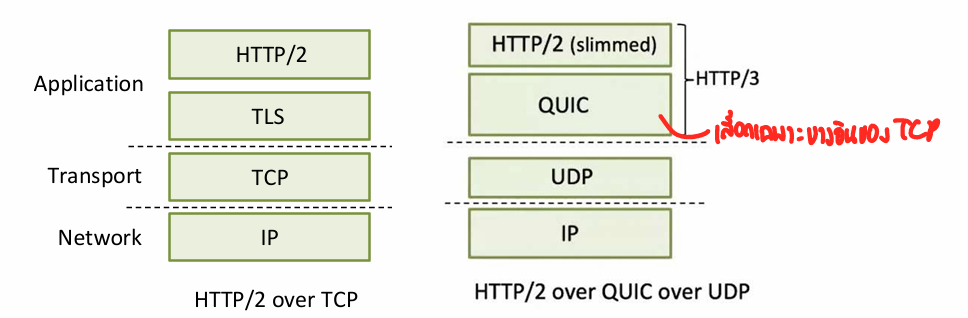 HTTP/2
HTTP/2 (slimmed)
Application
HTTP/3
TLS
QUIC
เลือกเฉพาะบางอันของ TCP
Transport
TCP
UDP
Network
IP
IP
HTTP/2 over TCP
HTTP/2 over QUIC over UDP